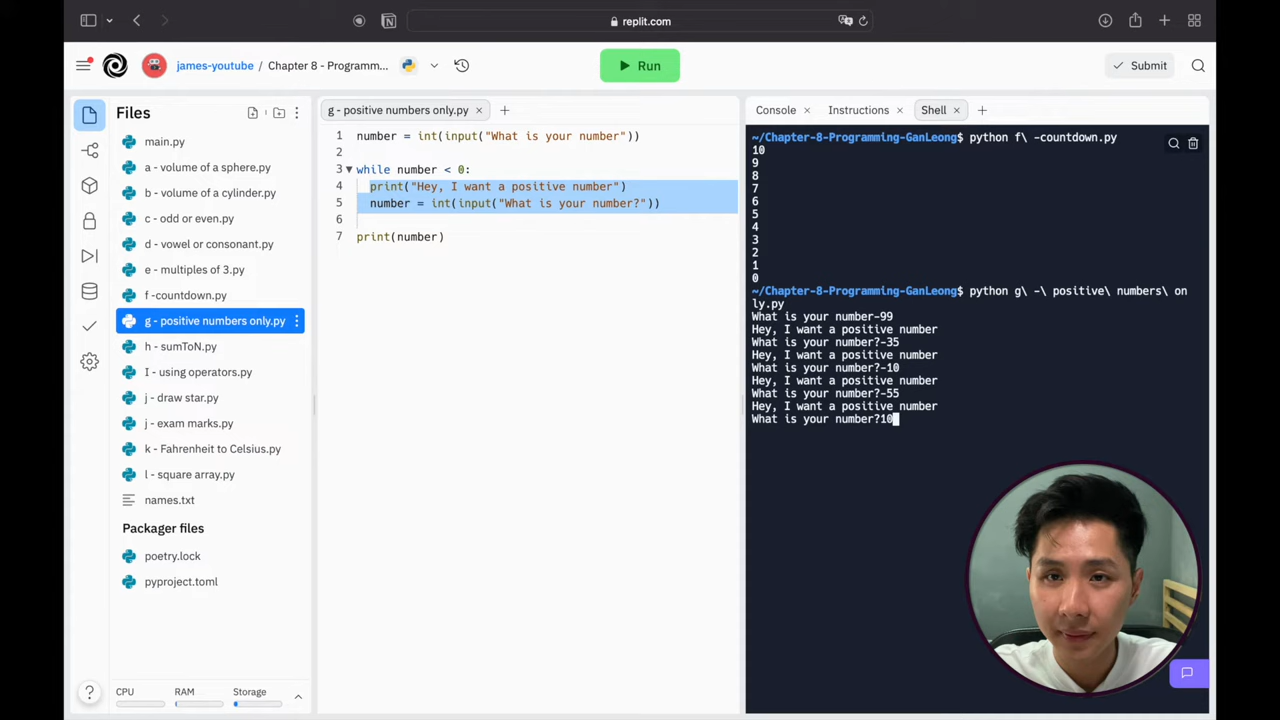 replit.com
james-youtube / Chapter 8 - Programm...
Run
Submit
Files
main.py
a - volume of a sphere.py
b - volume of a cylinder.py
c - odd or even.py
d - vowel or consonant.py
e - multiples of 3.py
f -countdown.py
g - positive numbers only.py
h - sumToN.py
I - using operators.py
j - draw star.py
j - exam marks.py
k - Fahrenheit to Celsius.py
l - square array.py
names.txt
Packager files
poetry.lock
pyproject.toml
?
CPU
RAM
Storage
g - positive numbers only.py
1 number = int(input("What is your number"))
2
3 while number < 0:
4 print("Hey, I want a positive number")
5 number = int(input("What is your number?"))
6
7 print(number)
Console
Instructions
Shell
~/Chapter-8-Programming-GanLeong$ python f\ -countdown.py
10
9
8
7
6
5
4
3
2
1
0
~/Chapter-8-Programming-GanLeong$ python g\ -\ positive\ numbers\ on
ly.py
What is your number-99
Hey, I want a positive number
What is your number?-35
Hey, I want a positive number
What is your number?-10
Hey, I want a positive number
What is your number?-55
Hey, I want a positive number
What is your number?10